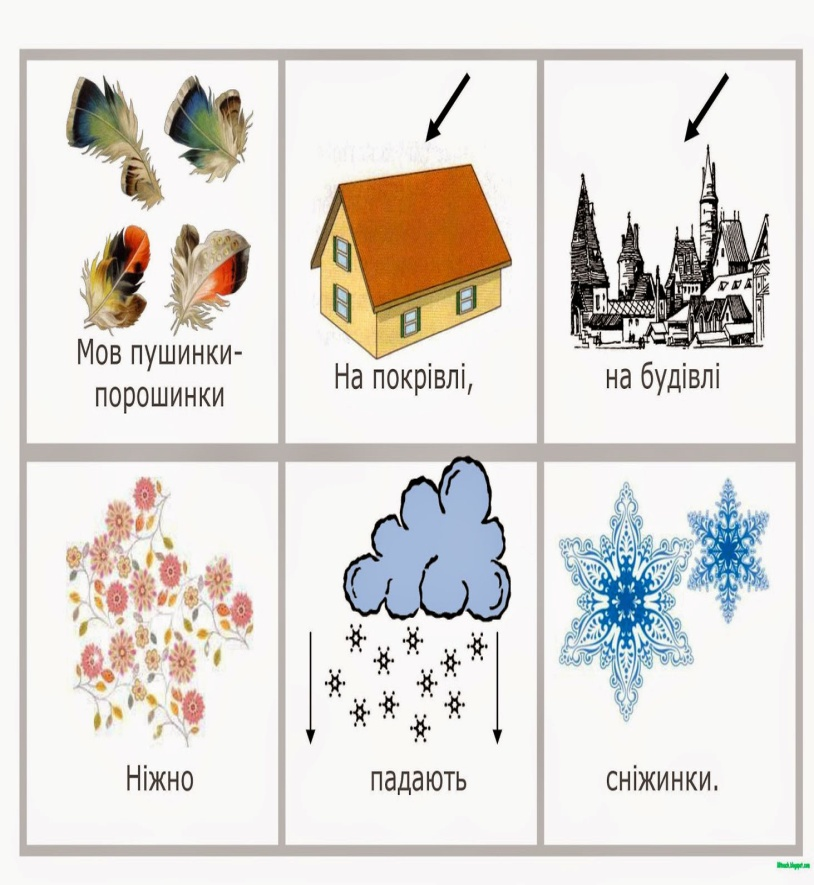 Мов пушинки-
порошинки
На покрівлі,
на будівлі
Ніжно
падають
сніжинки.